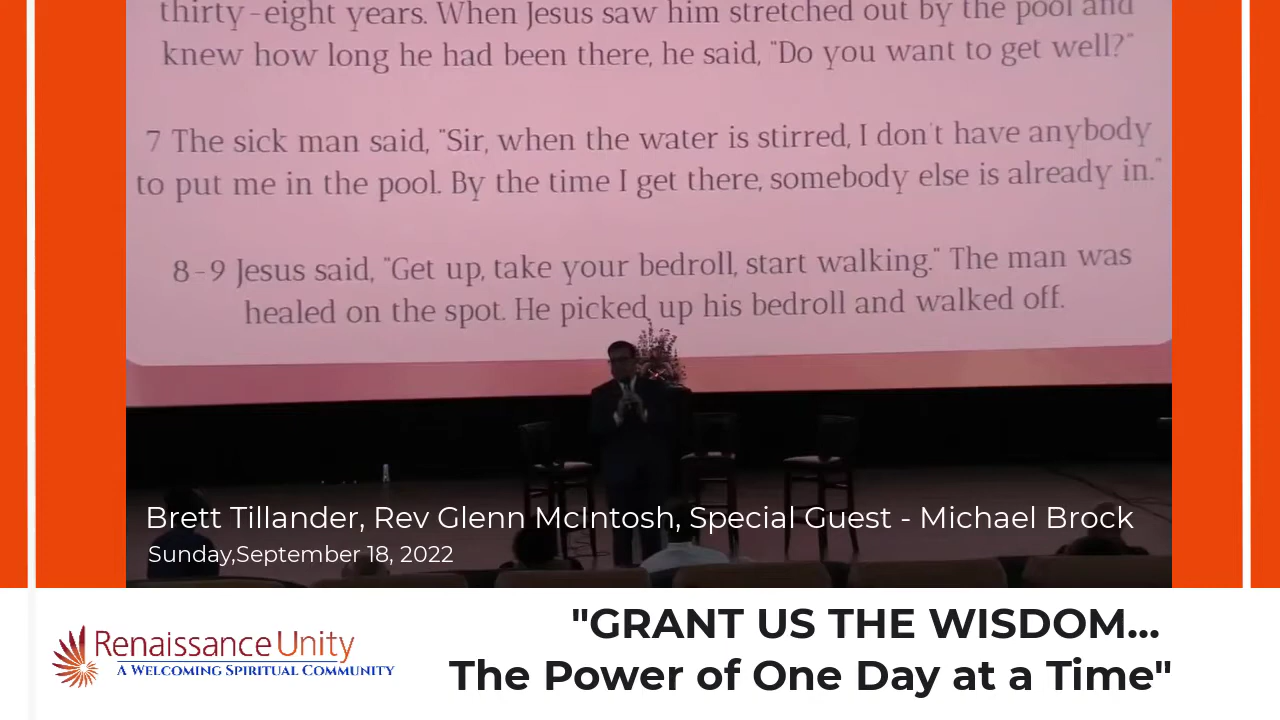 thirty-eight years. When Jesus saw him stretched out by the pool and
knew how long he had been there, he said, "Do you want to get well?"
7 The sick man said, "Sir, when the water is stirred, I don't have anybody
to put me in the pool. By the time I get there, somebody else is already in."
8-9 Jesus said, "Get up, take your bedroll, start walking." The man was
healed on the spot. He picked up his bedroll and walked off.
Brett Tillander, Rev Glenn McIntosh, Special Guest - Michael Brock
Sunday,September 18, 2022
Renaissance Unity
A Welcoming Spiritual Community
"GRANT US THE WISDOM...
The Power of One Day at a Time"